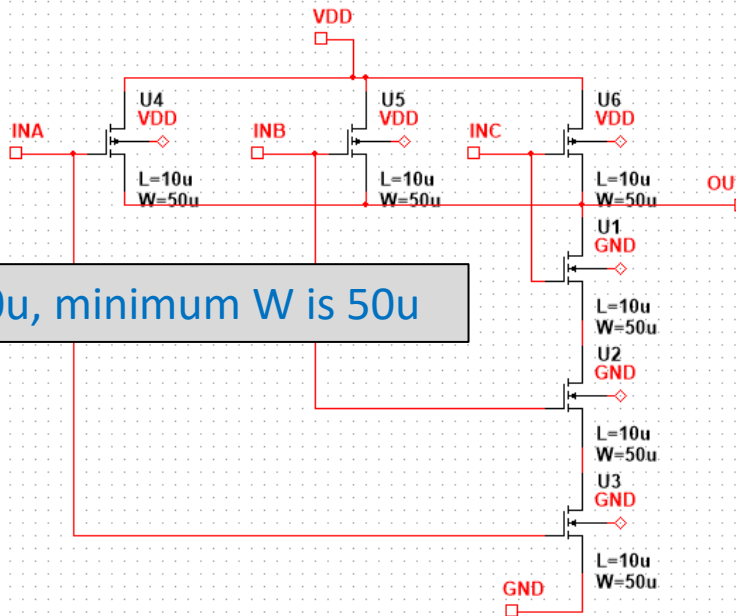 VDD
U4
VDD
U5
VDD
U6
VDD
INA
INB
INC
L=10u
W=50u
L=10u
W=50u
L=10u
W=50u
U1
GND
L=10u
W=50u
minimum W is 50u
U2
GND
L=10u
W=50u
U3
GND
L=10u
W=50u
GND